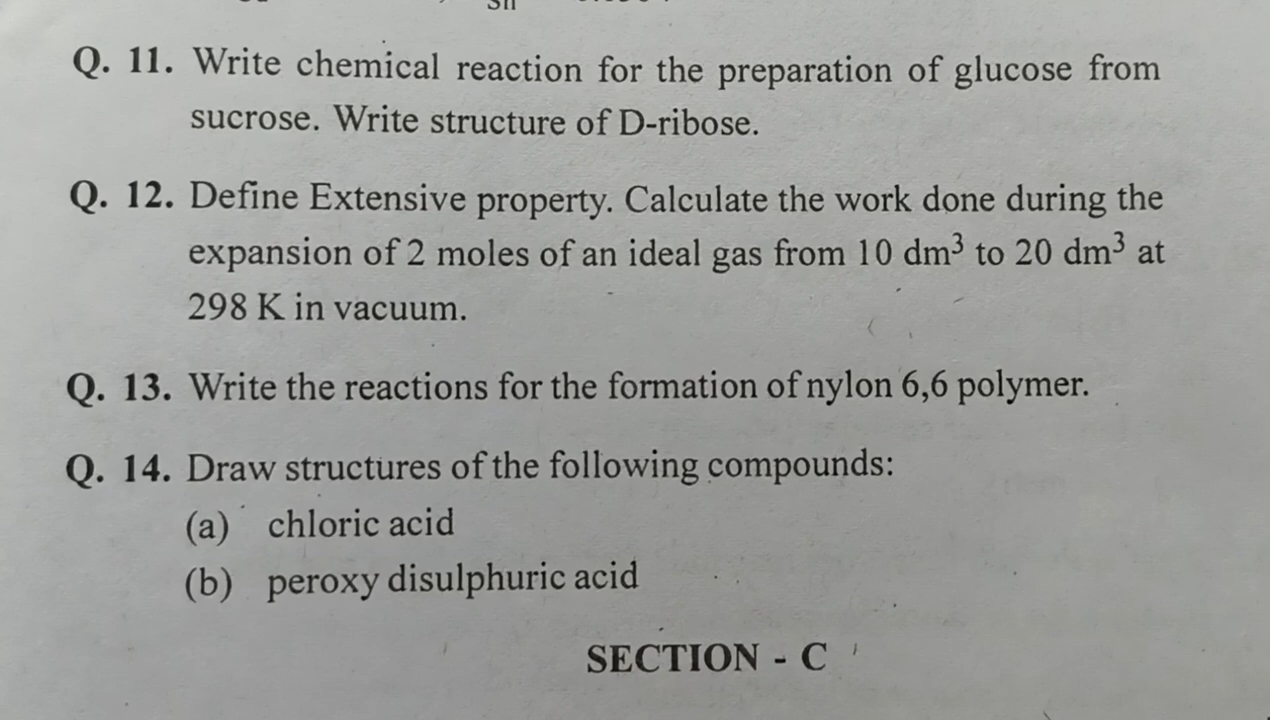 Q. 11. Write chemical reaction for the preparation of glucose from
sucrose. Write structure of D-ribose.
Q. 12. Define Extensive property. Calculate the work done during the
expansion of 2 moles of an ideal gas from 10 dm³ to 20 dm³ at
298 K in vacuum.
Q. 13. Write the reactions for the formation of nylon 6,6 polymer.
Q. 14. Draw structures of the following compounds:
(a) chloric acid
(b) peroxy disulphuric acid
SECTION - C